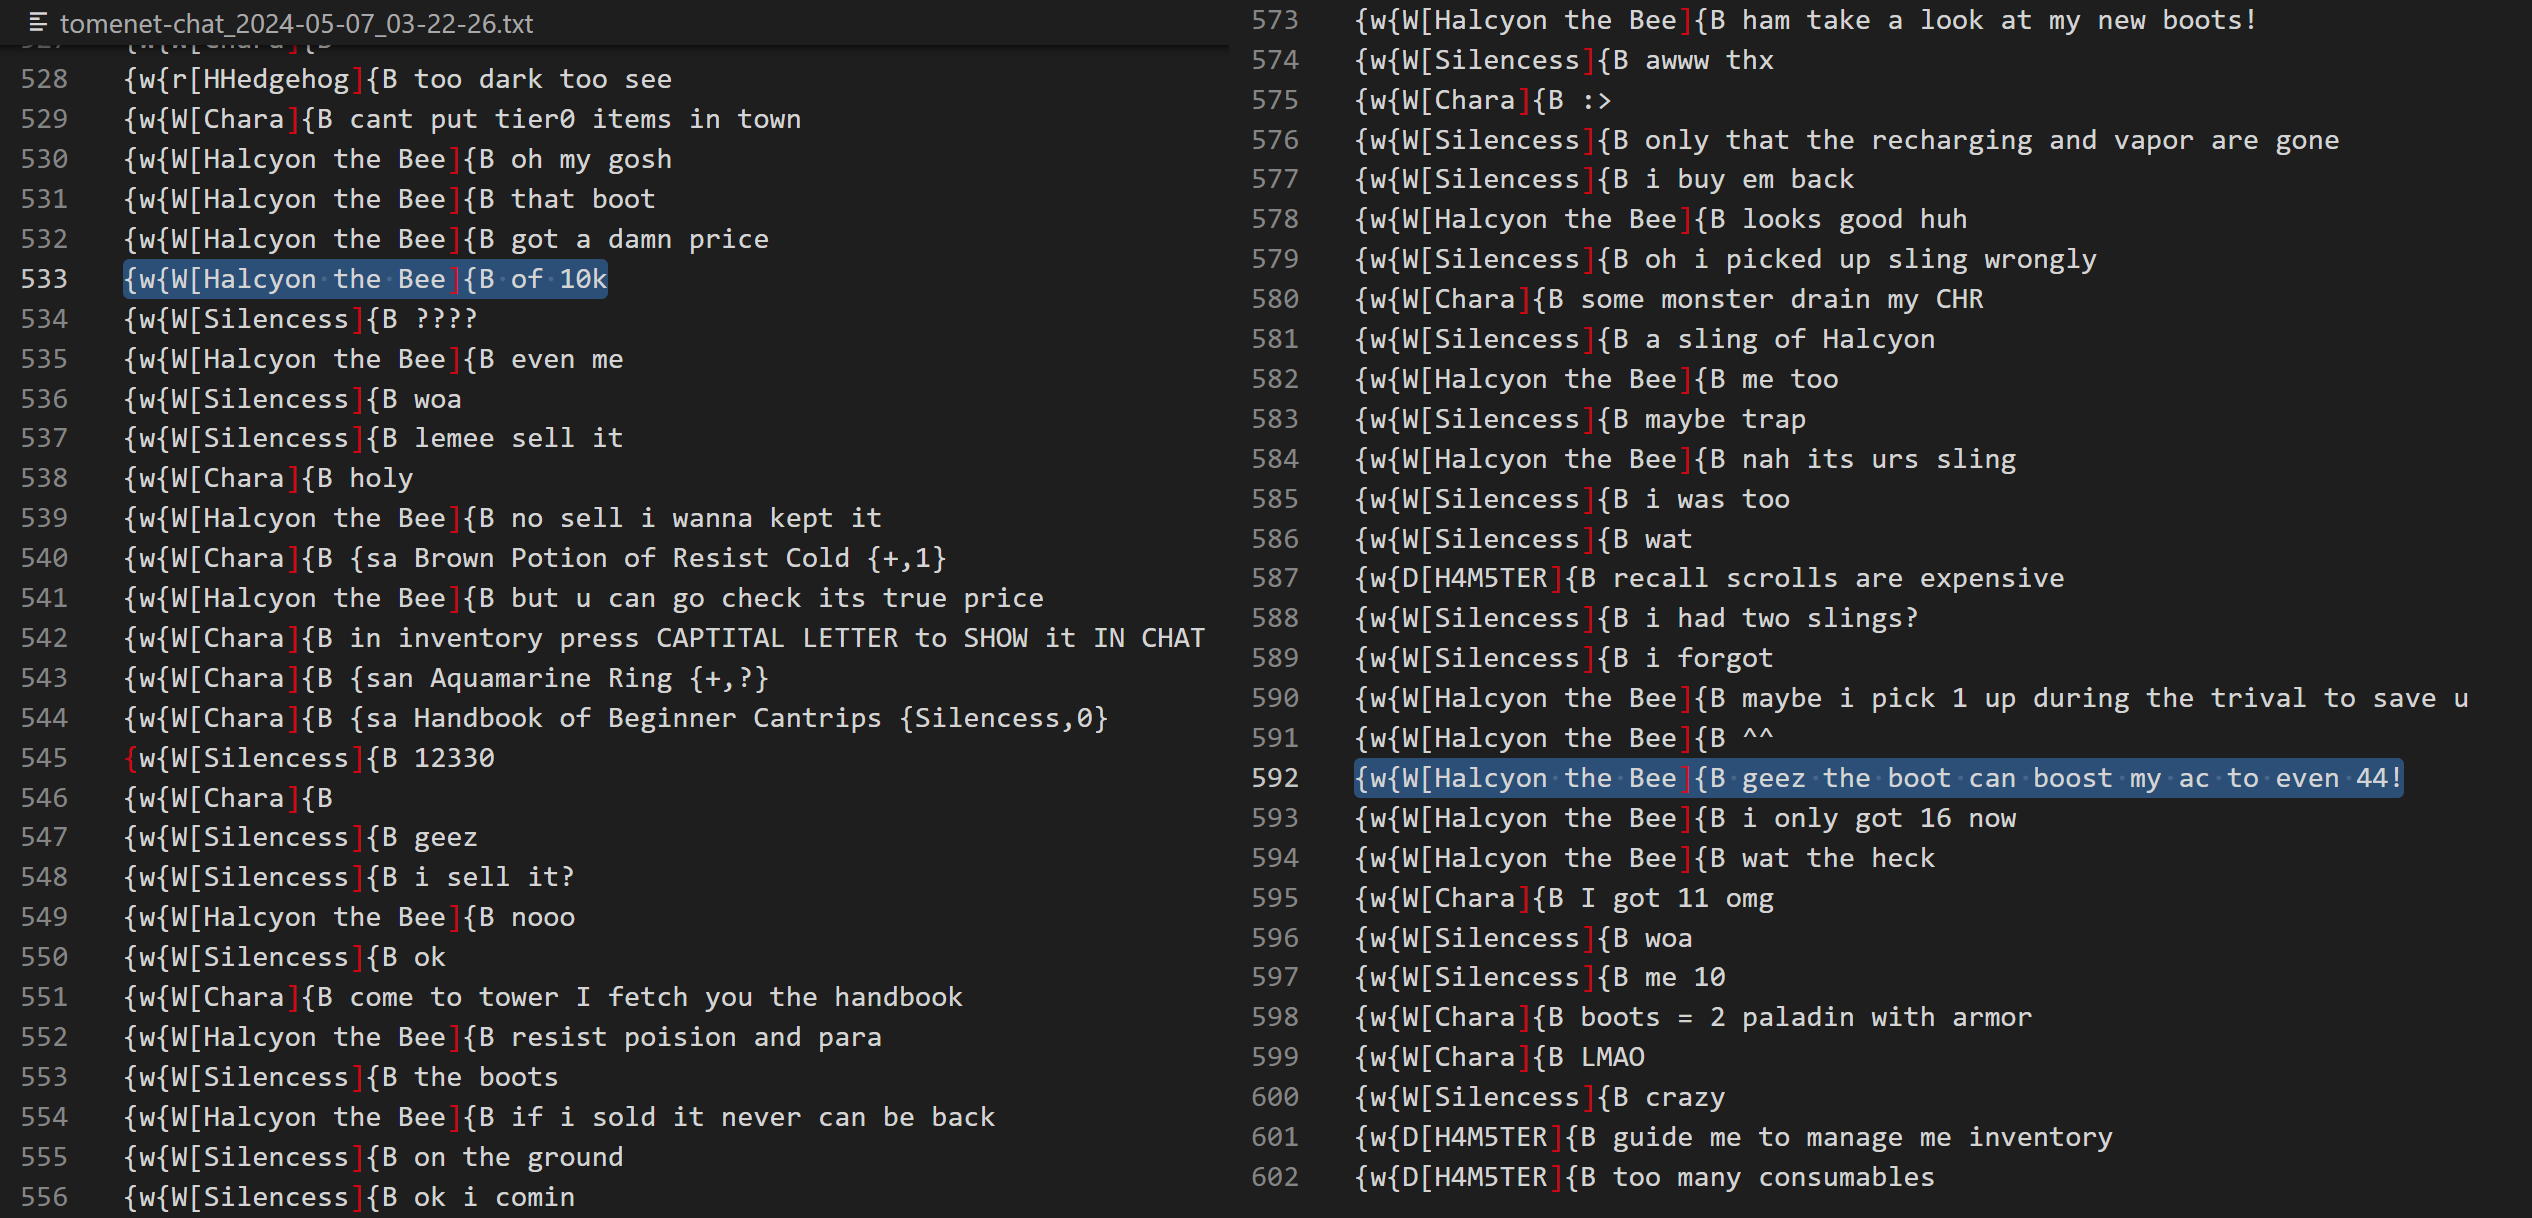 tomenet-chat_2024-05-07_03-22-26.txt
528 {w{r[HHedgehog]{B too dark too see
529 {w{W[Chara]{B cant put tier0 items in town
530 {w{W[Halcyon the Bee]{B oh my gosh
531 {w{W[Halcyon the Bee]{B that boot
532 {w{W[Halcyon the Bee]{B got a damn price
533 {w{W[Halcyon the Bee]{B of 10k
534 {w{W[Silencess]{B ????
535 {w{W[Halcyon the Bee]{B even me
536 {w{W[Silencess]{B woa
537 {w{W[Silencess]{B lemee sell it
538 {w{W[Chara]{B holy
539 {w{W[Halcyon the Bee]{B no sell i wanna kept it
540 {w{W[Chara]{B {sa Brown Potion of Resist Cold {+,1}
541 {w{W[Halcyon the Bee]{B but u can go check its true price
542 {w{W[Chara]{B in inventory press CAPTITAL LETTER to SHOW it IN CHAT
543 {w{W[Chara]{B {san Aquamarine Ring {+,?}
544 {w{W[Chara]{B {sa Handbook of Beginner Cantrips {Silencess,0}
545 {w{W[Silencess]{B 12330
546 {w{W[Chara]{B
547 {w{W[Silencess]{B geez
548 {w{W[Silencess]{B i sell it?
549 {w{W[Halcyon the Bee]{B nooo
550 {w{W[Silencess]{B ok
551 {w{W[Chara]{B come to tower I fetch you the handbook
552 {w{W[Halcyon the Bee]{B resist poision and para
553 {w{W[Silencess]{B the boots
554 {w{W[Halcyon the Bee]{B if i sold it never can be back
555 {w{W[Silencess]{B on the ground
556 {w{W[Silencess]{B ok i comin
573 {w{W[Halcyon the Bee]{B ham take a look at my new boots!
574 {w{W[Silencess]{B awww thx
575 {w{W[Chara]{B :>
576 {w{W[Silencess]{B only that the recharging and vapor are gone
577 {w{W[Silencess]{B i buy em back
578 {w{W[Halcyon the Bee]{B looks good huh
579 {w{W[Silencess]{B oh i picked up sling wrongly
580 {w{W[Chara]{B some monster drain my CHR
581 {w{W[Silencess]{B a sling of Halcyon
582 {w{W[Halcyon the Bee]{B me too
583 {w{W[Silencess]{B maybe trap
584 {w{W[Halcyon the Bee]{B nah its urs sling
585 {w{W[Silencess]{B i was too
586 {w{W[Silencess]{B wat
587 {w{D[H4M5TER]{B recall scrolls are expensive
588 {w{W[Silencess]{B i had two slings?
589 {w{W[Silencess]{B i forgot
590 {w{W[Halcyon the Bee]{B maybe i pick 1 up during the trival to save u
591 {w{W[Halcyon the Bee]{B ^^
592 {w{W[Halcyon the Bee]{B geez the boot can boost my ac to even 44!
593 {w{W[Halcyon the Bee]{B i only got 16 now
594 {w{W[Halcyon the Bee]{B wat the heck
595 {w{W[Chara]{B I got 11 omg
596 {w{W[Silencess]{B woa
597 {w{W[Silencess]{B me 10
598 {w{W[Chara]{B boots = 2 paladin with armor
599 {w{W[Chara]{B LMAO
600 {w{W[Silencess]{B crazy
601 {w{D[H4M5TER]{B guide me to manage me inventory
602 {w{D[H4M5TER]{B too many consumables